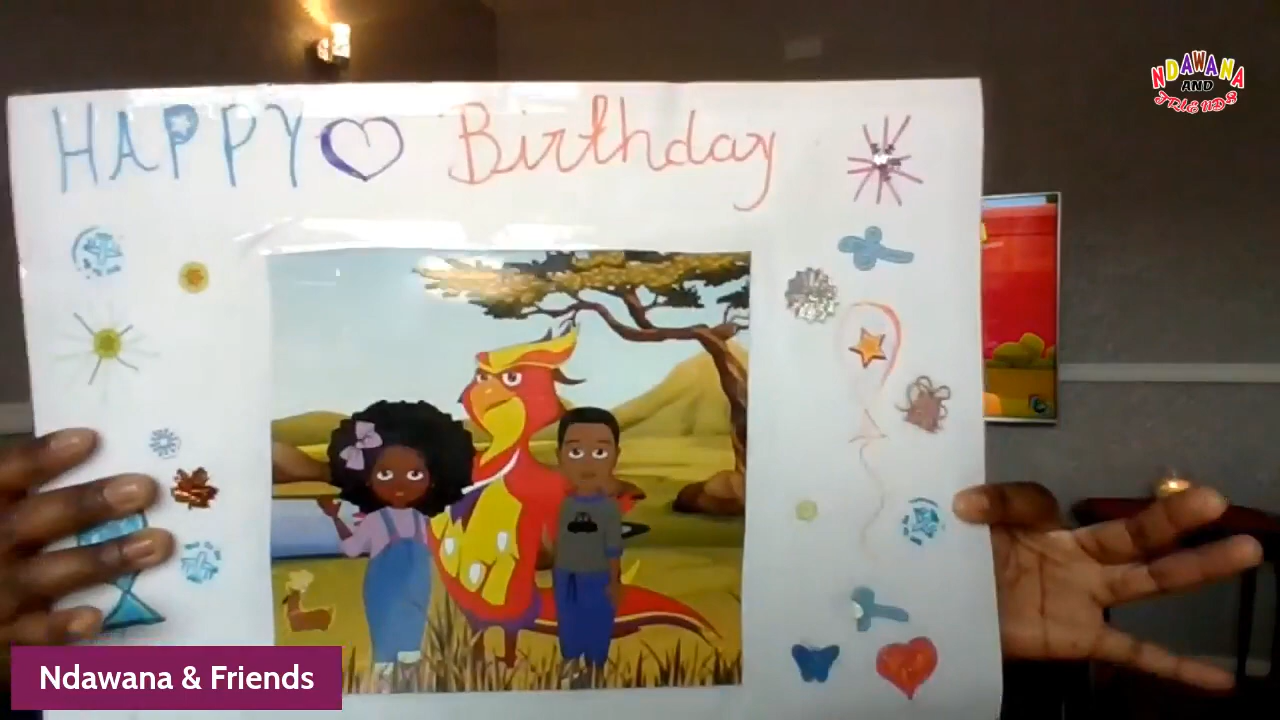 HAPPY Birthday
NDAWANA
AND
FRIENDS
Ndawana & Friends